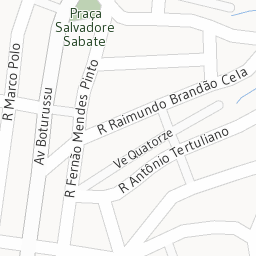 Praça
Salvadore
Sabate
R Marco Polo
Av Boturussu
R Fernão Mendes Pinto
R Raimundo Brandão Cela
Ve Quatorze
R Antônio Tertuliano